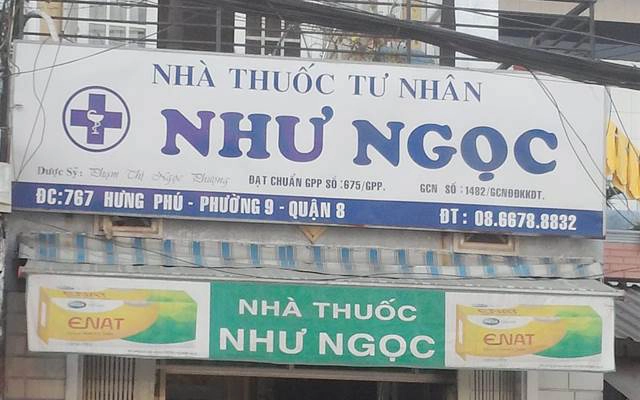 NHÀ THUỐC TƯ NHÂN
NHƯ NGỌC
Dược Sỹ: Phạm Thị Ngọc Phượng
ĐẠT CHUẨN GPP SỐ :675/GPP.
GCN SỐ :1482/GCNĐĐKKDT.
ĐC:767 HƯNG PHÚ - PHƯỜNG 9 - QUẬN 8
ĐT : 08.6678.8832
ENAT
NHÀ THUỐC
NHƯ NGỌC
ENAT